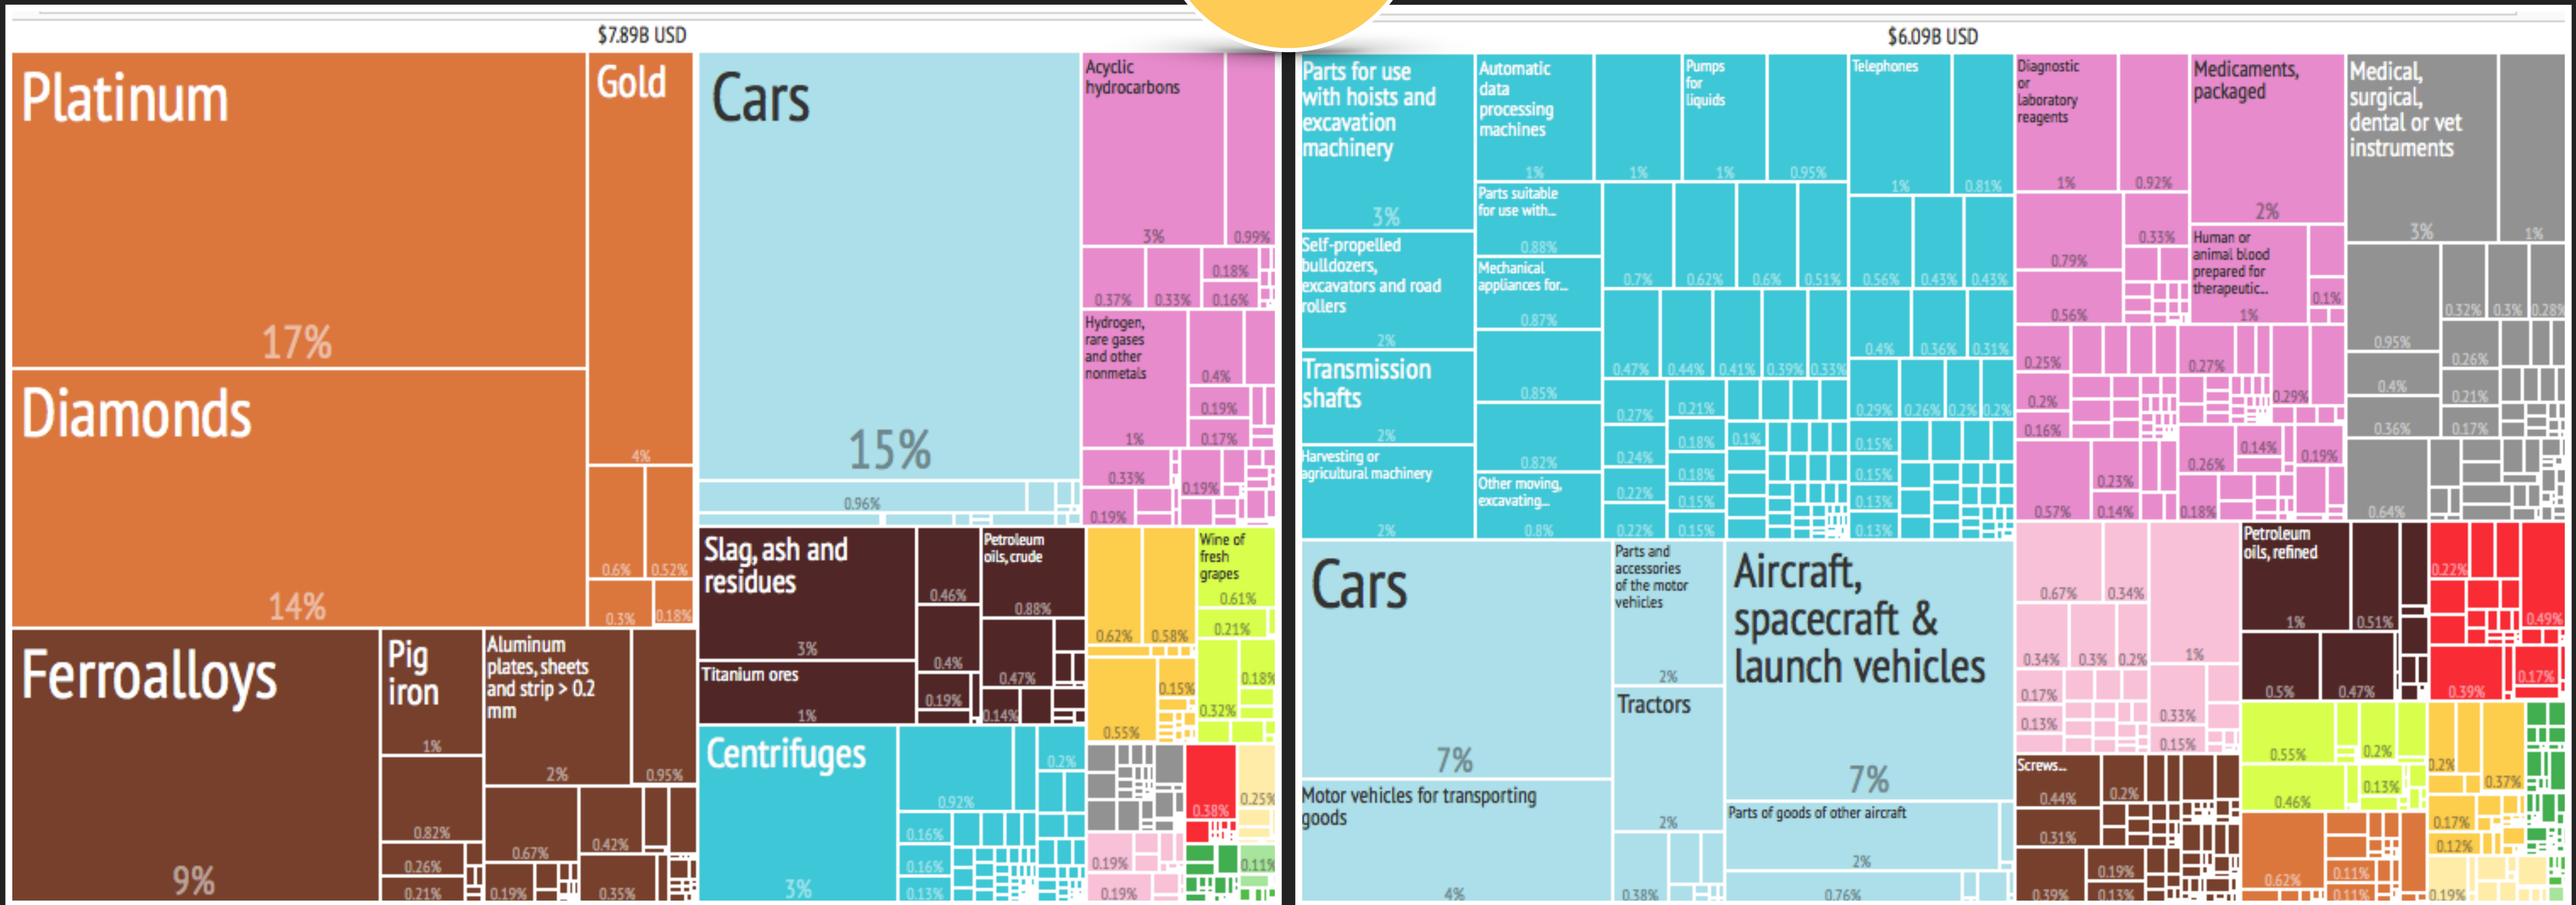 $7.89B USD
Platinum
17%
Diamonds
14%
Gold
4%
0.6%
0.52%
0.3%
0.18%
Ferroalloys
9%
Pig
iron
1%
0.82%
0.26%
0.21%
Aluminum
plates, sheets
and strip > 0.2
mm
2%
0.95%
0.67%
0.42%
0.19%
0.35%
Cars
15%
0.96%
Acyclic
hydrocarbons
3%
0.99%
0.37%
0.33%
0.18%
0.16%
Hydrogen,
rare gases
and other
nonmetals
1%
0.4%
0.19%
0.17%
0.33%
0.19%
0.19%
Slag, ash and
residues
3%
Titanium ores
1%
0.46%
0.4%
0.19%
Petroleum
oils, crude
0.88%
0.47%
0.14%
Centrifuges
3%
0.92%
0.2%
0.16%
0.16%
0.13%
0.62%
0.58%
0.55%
0.15%
Wine of
fresh
grapes
0.61%
0.21%
0.18%
0.32%
0.38%
0.25%
0.19%
0.19%
0.11%
$6.09B USD
Parts for use
with hoists and
excavation
machinery
3%
Self-propelled
bulldozers,
excavators and road
rollers
2%
Transmission
shafts
2%
Harvesting or
agricultural machinery
2%
Automatic
data
processing
machines
1%
1%
Pumps
for
liquids
1%
0.95%
Parts suitable
for use with...
0.88%
Mechanical
appliances for...
0.87%
0.85%
0.82%
Other moving,
excavating...
0.8%
0.7%
0.62%
0.6%
0.51%
0.47%
0.44%
0.41%
0.39%
0.33%
0.27%
0.21%
0.24%
0.18%
0.1%
0.18%
0.22%
0.15%
0.22%
0.15%
Telephones
1%
0.81%
0.56%
0.43%
0.43%
0.4%
0.36%
0.31%
0.29%
0.26%
0.2%
0.2%
0.15%
0.15%
0.13%
0.13%
Cars
7%
Motor vehicles for transporting
goods
4%
Parts and
accessories
of the motor
vehicles
2%
Tractors
2%
0.38%
Aircraft,
spacecraft &
launch vehicles
7%
Parts of goods of other aircraft
2%
0.76%
Diagnostic
or
laboratory
reagents
1%
0.92%
0.79%
0.33%
0.56%
Medicaments,
packaged
2%
Human or
animal blood
prepared for
therapeutic...
1%
0.1%
0.25%
0.2%
0.16%
0.27%
0.29%
0.57%
0.23%
0.14%
0.26%
0.14%
0.19%
0.18%
Medical,
surgical,
dental or vet
instruments
3%
1%
0.95%
0.32%
0.3%
0.28%
0.26%
0.4%
0.21%
0.36%
0.17%
0.64%
0.67%
0.34%
1%
0.34%
0.3%
0.2%
0.17%
0.13%
0.33%
0.15%
Petroleum
oils, refined
1%
0.51%
0.5%
0.47%
0.22%
0.49%
0.39%
0.17%
Screws...
0.44%
0.2%
0.31%
0.19%
0.39%
0.13%
0.55%
0.2%
0.46%
0.13%
0.2%
0.37%
0.17%
0.12%
0.62%
0.11%
0.11%
0.19%